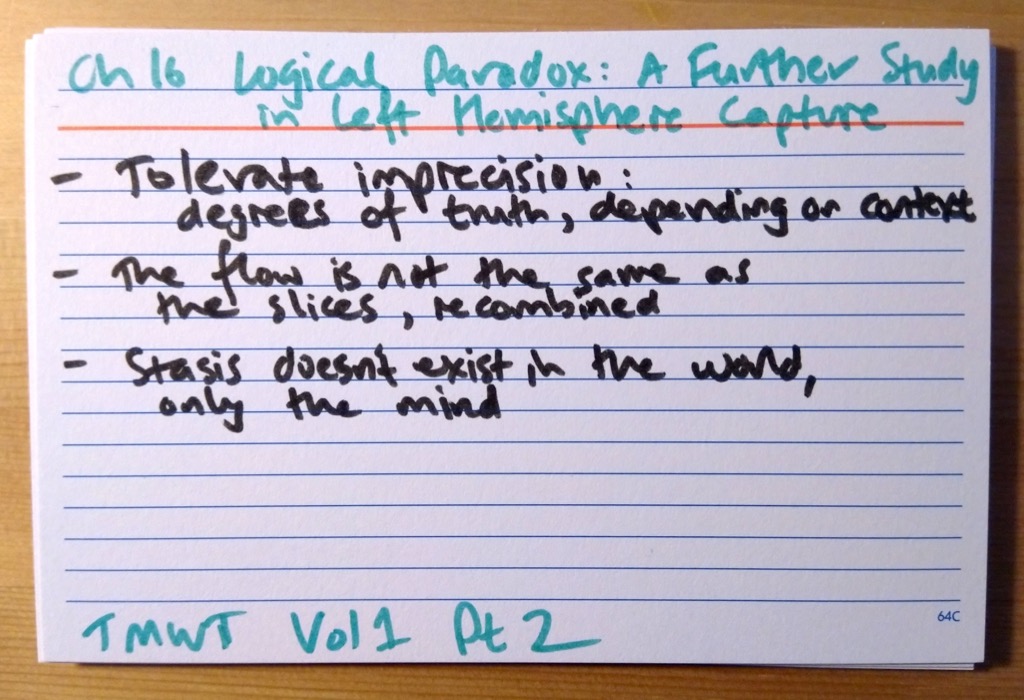 Ch 16 Logical Paradox: A Further Study
in Left Hemisphere Capture
- Tolerate imprecision:
degrees of truth, depending on context
- The flow is not the same as
the slices, recombined
- Stasis doesn't exist in the world,
only the mind
TMWT Vol 1 Pt 2
64C